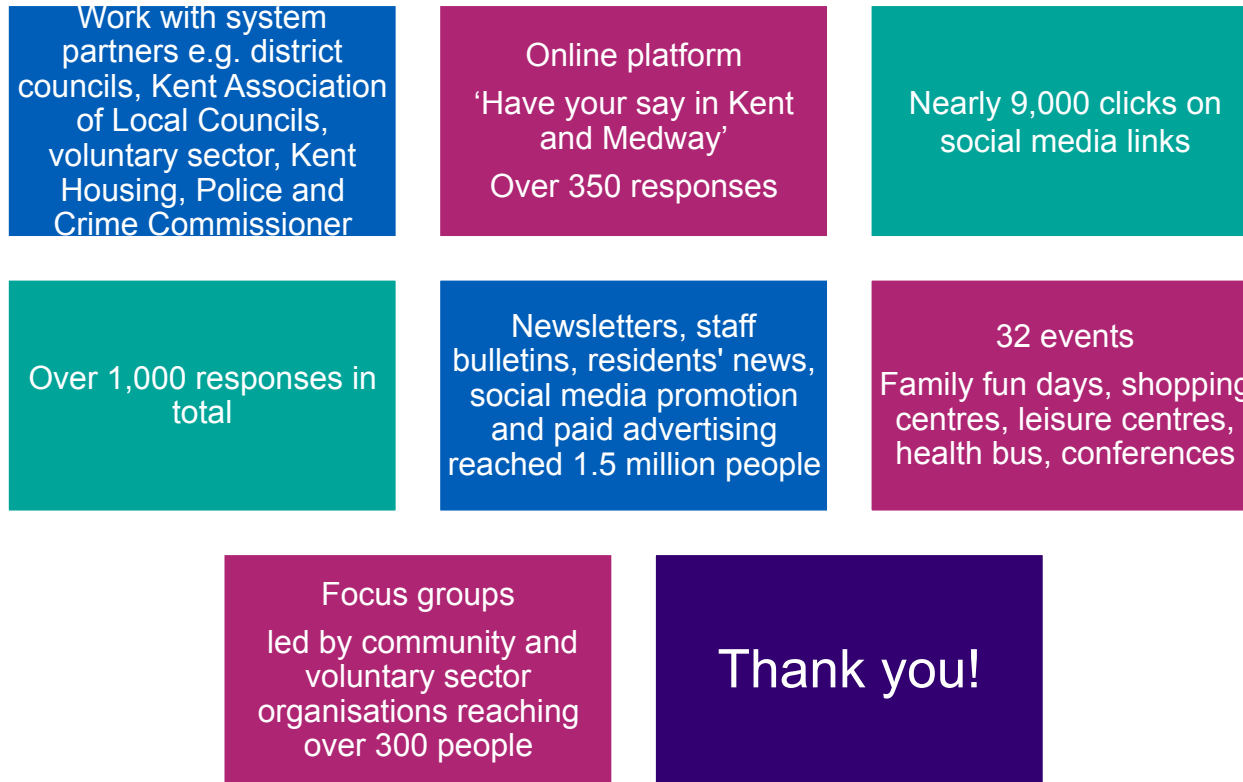 Work with system
partners e.g. district
councils, Kent Association
of Local Councils,
voluntary sector, Kent
Housing, Police and
Crime Commissioner
Online platform
‘Have your say in Kent
and Medway’
Over 350 responses
Nearly 9,000 clicks on
social media links
Over 1,000 responses in
total
Newsletters, staff
bulletins, residents' news,
social media promotion
and paid advertising
reached 1.5 million people
32 events
Family fun days, shopping
centres, leisure centres,
health bus, conferences
Focus groups
led by community and
voluntary sector
organisations reaching
over 300 people
Thank you!